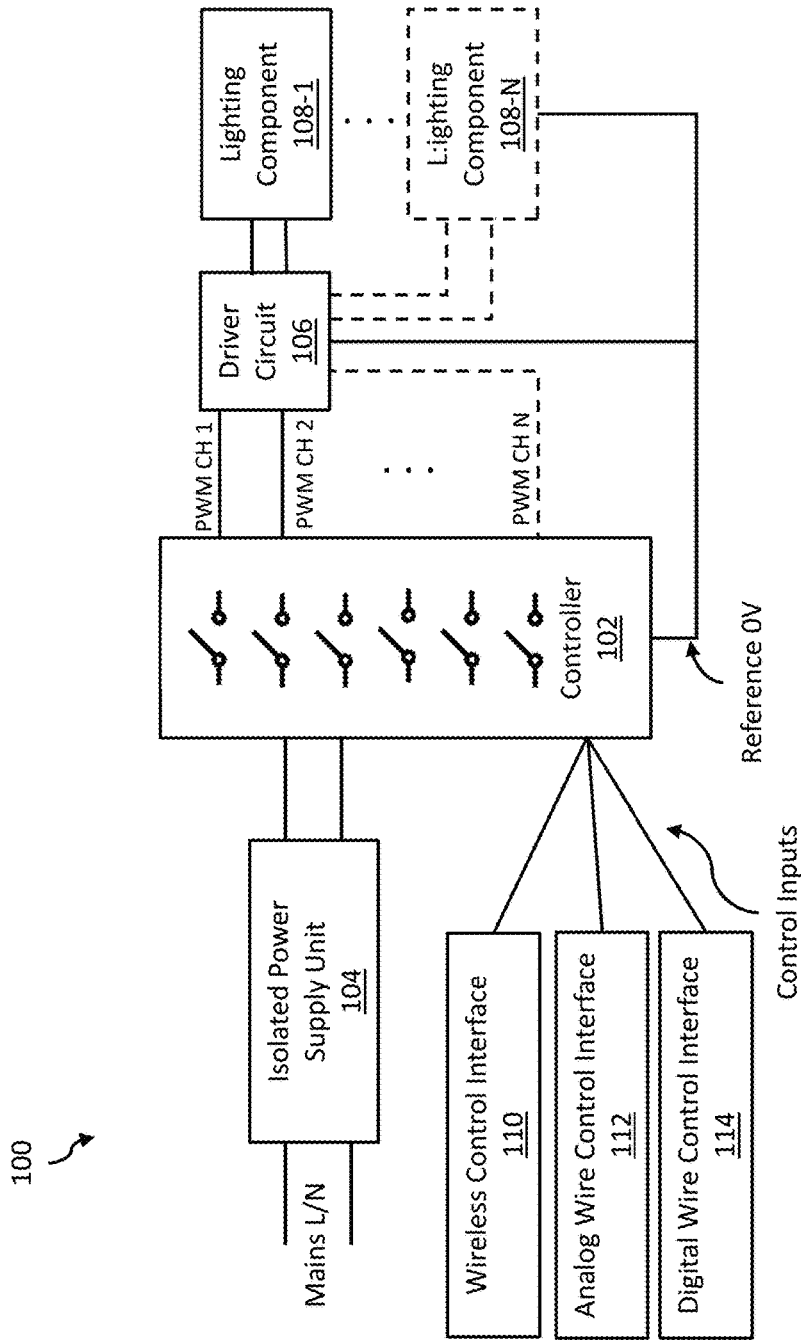 100
Mains L/N
Isolated Power
Supply Unit
104
Wireless Control Interface
110
Analog Wire Control Interface
112
Digital Wire Control Interface
114
Control Inputs
Controller
102
Reference 0V
PWM CH 1
PWM CH 2
. . .
PWM CH N
Driver
Circuit
106
Lighting
Component
108-1
. . .
L:ighting
Component
108-N